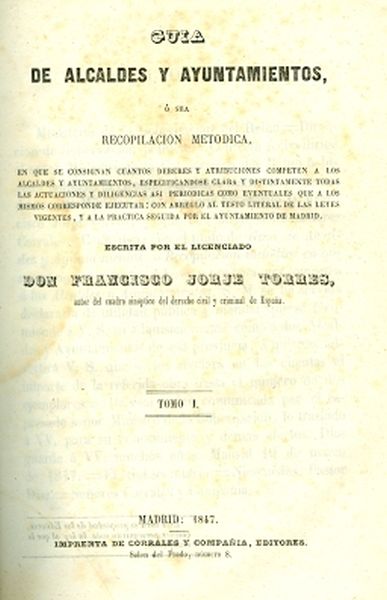 GUIA
DE ALCALDES Y AYUNTAMIENTOS,
ó sea
RECOPILACION METODICA,
EN QUE SE CONSIGNAN CUANTOS DEBERES Y ATRIBUCIONES COMPETEN A LOS
ALCALDES Y AYUNTAMIENTOS, ESPECIFICANDOSE CLARA Y DISTINTAMENTE TODAS
LAS ACTUACIONES Y DILIGENCIAS ASI PERIODICAS COMO EVENTUALES QUE A LOS
MISMOS CORRESPONDE EJECUTAR; CON ARREGLO AL TESTO LITERAL DE LAS LEYES
VIGENTES, Y A LA PRACTICA SEGUIDA POR EL AYUNTAMIENTO DE MADRID.
ESCRITA POR EL LICENCIADO
DON FRANCISCO JORJE TORRES,
autor del cuadro sinóptico del derecho civil y criminal de España.
TOMO I.
MADRID: 1847.
IMPRENTA DE CORRALES Y COMPAÑIA, EDITORES.
Salon del Prado, número 8.